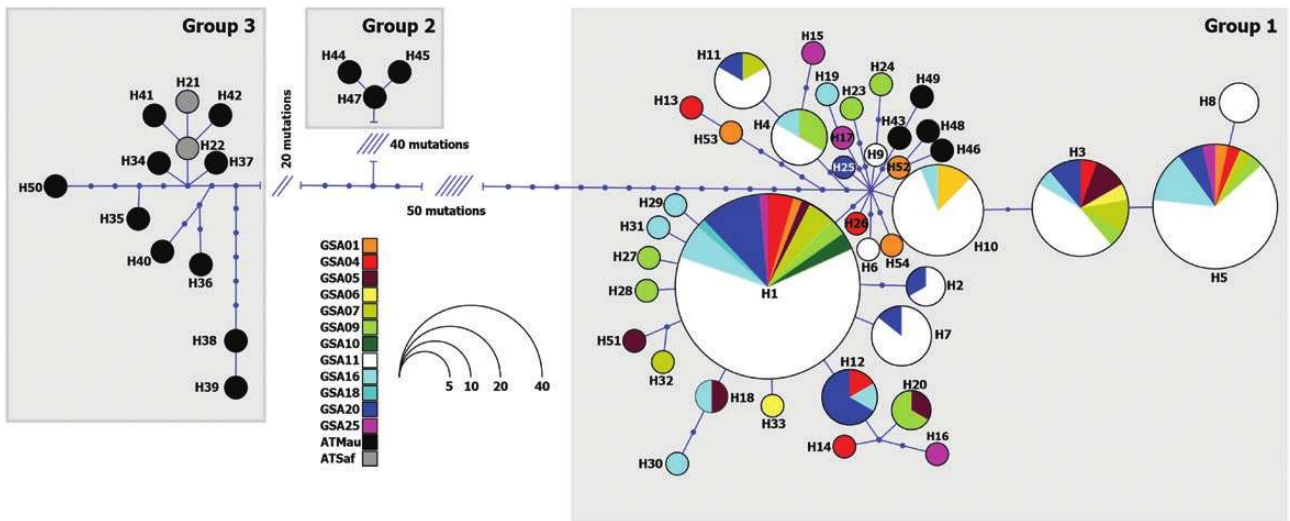 Group 3
Group 2
Group 1
H21
H41
H42
H22
H34
H37
H50
H35
H40
H36
H38
H39
20 mutations
H44
H45
H47
40 mutations
50 mutations
GSA01
GSA04
GSA05
GSA06
GSA07
GSA09
GSA10
GSA11
GSA16
GSA18
GSA20
GSA25
ATMau
ATSaf
5
10
20
40
H15
H11
H19
H24
H23
H49
H13
H53
H4
H17
H43
H48
H9
H46
H25
H52
H8
H3
H5
H10
H26
H6
H54
H29
H31
H27
H28
H1
H2
H7
H51
H32
H18
H33
H12
H20
H14
H16
H30